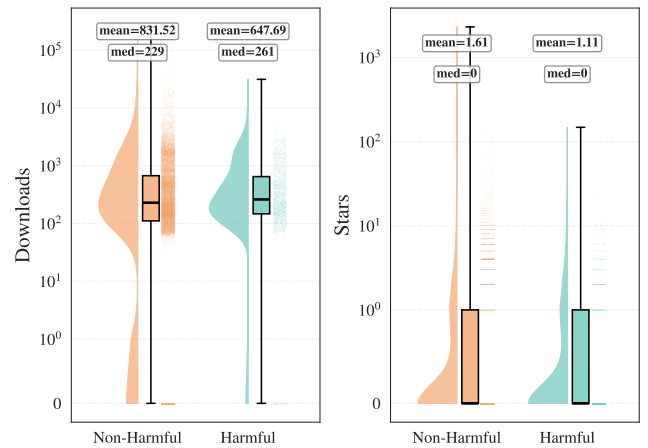 mean=831.52
mean=647.69
med=229
med=261
Downloads
10^5
10^4
10^3
10^2
10^1
10^0
0
Non-Harmful
Harmful
mean=1.61
mean=1.11
med=0
med=0
Stars
10^3
10^2
10^1
10^0
0
Non-Harmful
Harmful